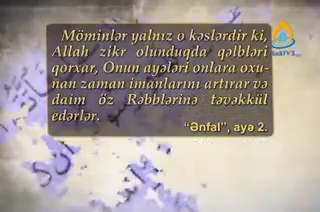 Möminlər yalnız o kəslərdir ki,
Allah zikr olunduqda qəlbləri
qorxar, Onun ayələri onlara oxu-
nan zaman imanlarını artırar və
daim öz Rəbblərinə təvəkkül
edərlər.
“Ənfal”, ayə 2.